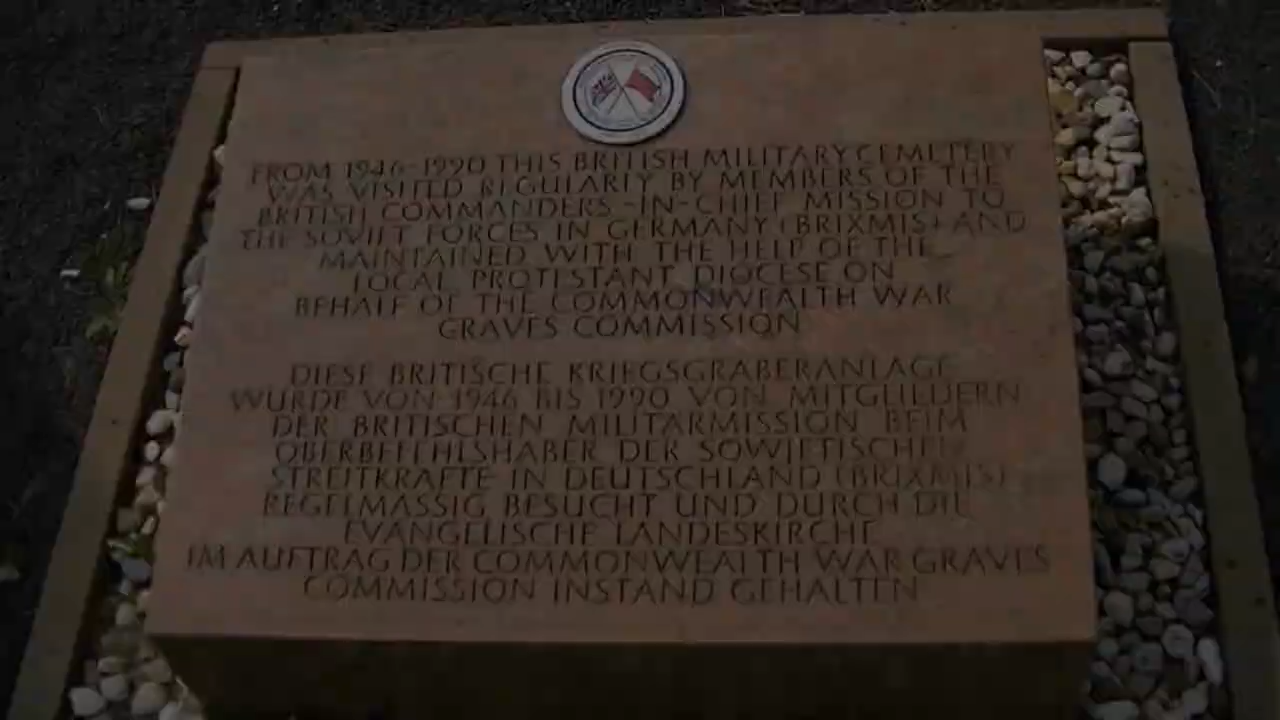 FROM 1946-1990 THIS BRITISH MILITARY CEMETERY
WAS VISITED REGULARLY BY MEMBERS OF THE
BRITISH COMMANDERS-IN-CHIEF MISSION TO
THE SOVIET FORCES IN GERMANY (BRIXMIS) AND
MAINTAINED WITH THE HELP OF THE
LOCAL PROTESTANT DIOCESE ON
BEHALF OF THE COMMONWEALTH WAR
GRAVES COMMISSION
DIESE BRITISCHE KRIEGSGRABERANLAGE
WURDE VON 1946 BIS 1990 VON MITGLIEDERN
DER BRITISCHEN MILITARMISSION BEIM
OBERBEFEHLSHABER DER SOWJETISCHEN
STREITKRAFTE IN DEUTSCHLAND (BRIXMIS)
REGELMASSIG BESUCHT UND DURCH DIE
EVANGELISCHE LANDESKIRCHE
IM AUFTRAG DER COMMONWEALTH WAR GRAVES
COMMISSION INSTAND GEHALTEN